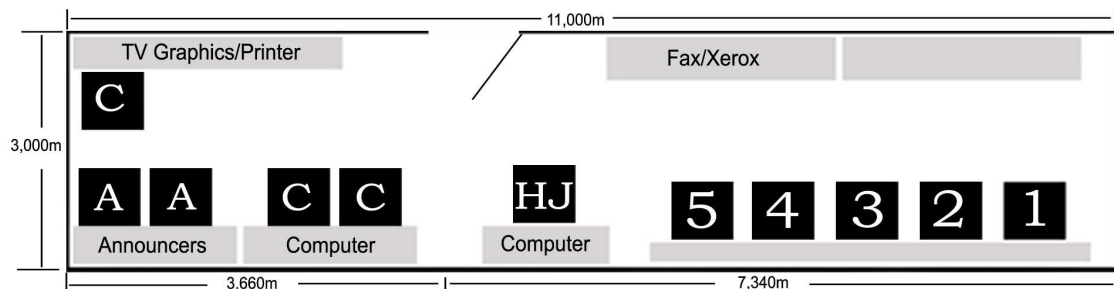 11,000m
TV Graphics/Printer
Fax/Xerox
C
3,000m
A A C C HJ 5 4 3 2 1
Announcers Computer Computer
3,660m 7,340m